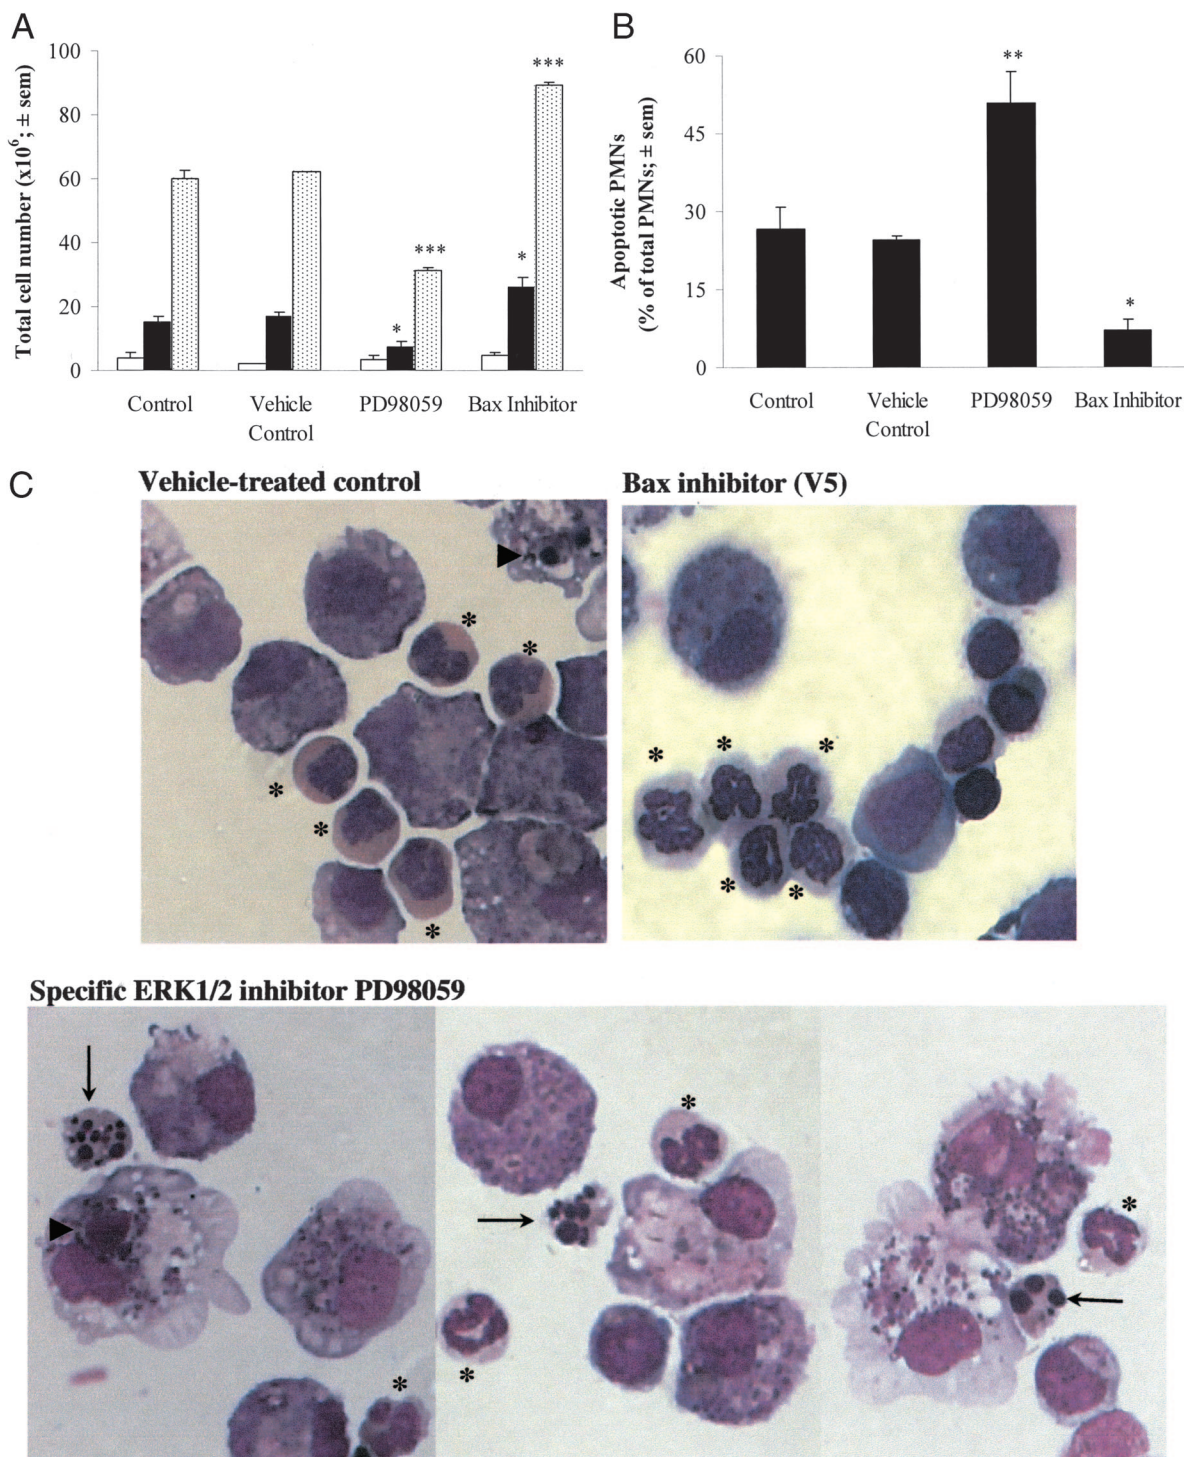 A
Total cell number (x10⁶; ± sem)
100
80
60
40
20
0
*
***
*
***
Control
Vehicle
Control
PD98059
Bax Inhibitor
B
Apoptotic PMNs
(% of total PMNs; ± sem)
60
45
30
15
0
**
*
Control
Vehicle
Control
PD98059
Bax Inhibitor
C
Vehicle-treated control
Bax inhibitor (V5)
*
*
*
*
*
*
*
*
*
*
Specific ERK1/2 inhibitor PD98059
*
*
*
*